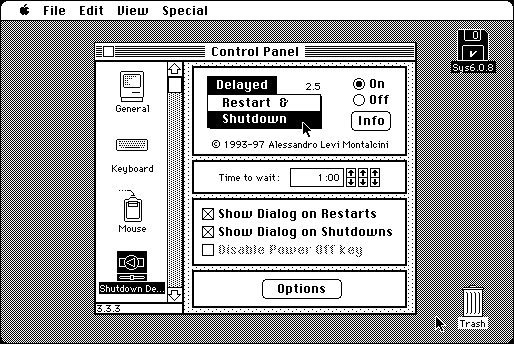 File Edit View Special
Control Panel
Sys6.0.8
General
Keyboard
Mouse
Shutdown De...
3.3.3
Delayed 2.5
Restart &
Shutdown
On
Off
Info
© 1993-97 Alessandro Levi Montalcini
Time to wait: 1:00
Show Dialog on Restarts
Show Dialog on Shutdowns
Disable Power Off key
Options
Trash